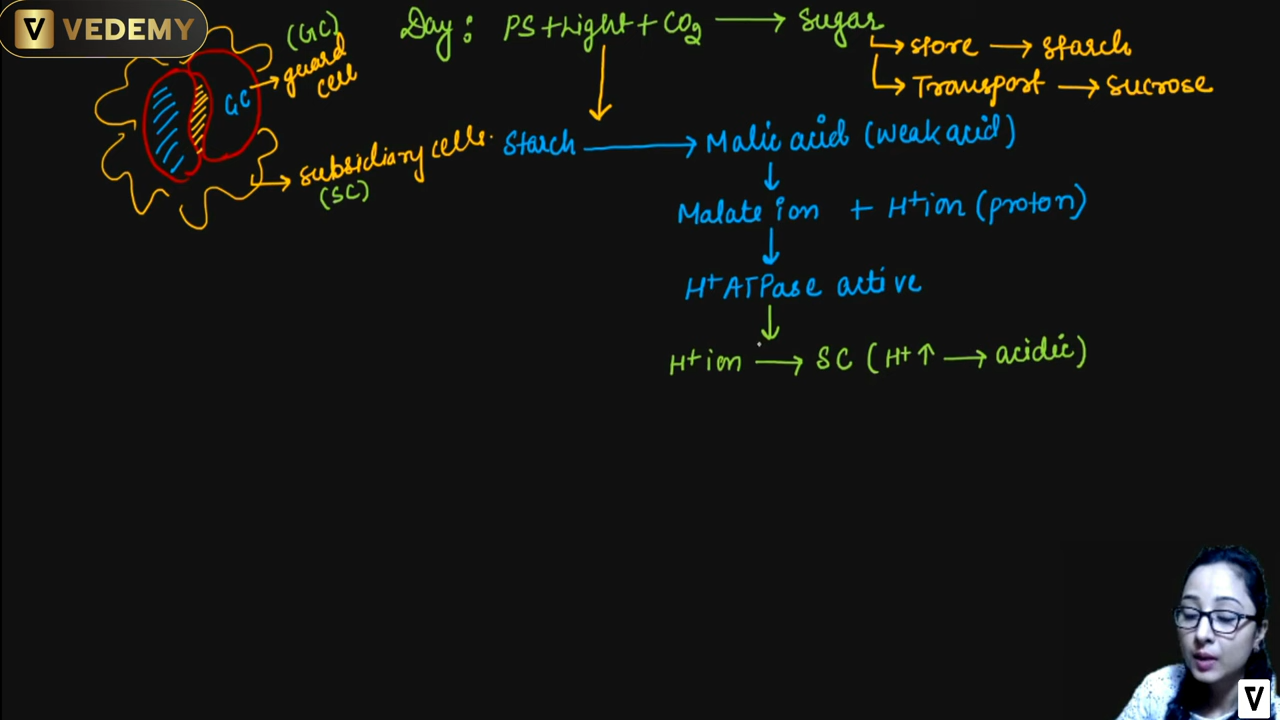 V VEDEMY
(GC)
guard
cell
GC
subsidiary cells.
(SC)
Day: PS + Light + CO2 → Sugar
→ store → starch
→ Transport → Sucrose
Starch → Malic acid (weak acid)
↓
Malate ion + H+ ion (proton)
↓
H+ ATPase active
↓
H+ ion → SC (H+ ↑ → acidic)
V